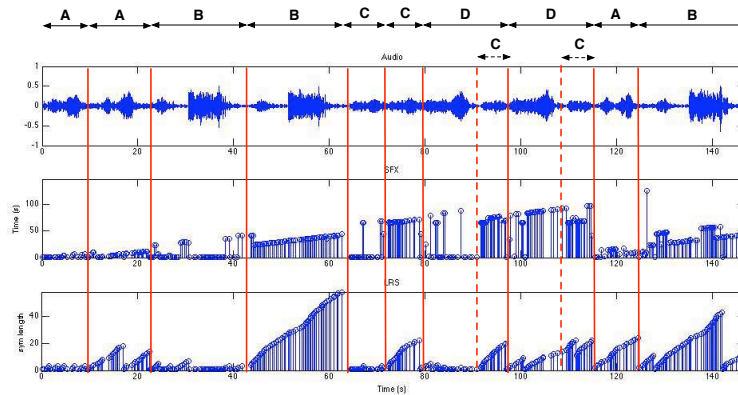 A A B B C C D D A B
C C
Audio
1
0.5
0
-0.5
-1
0 20 40 60 80 100 120 140
SFX
Time (s)
100
50
0
0 20 40 60 80 100 120 140
LRS
sym length
40
20
0
0 20 40 60 80 100 120 140
Time [s]